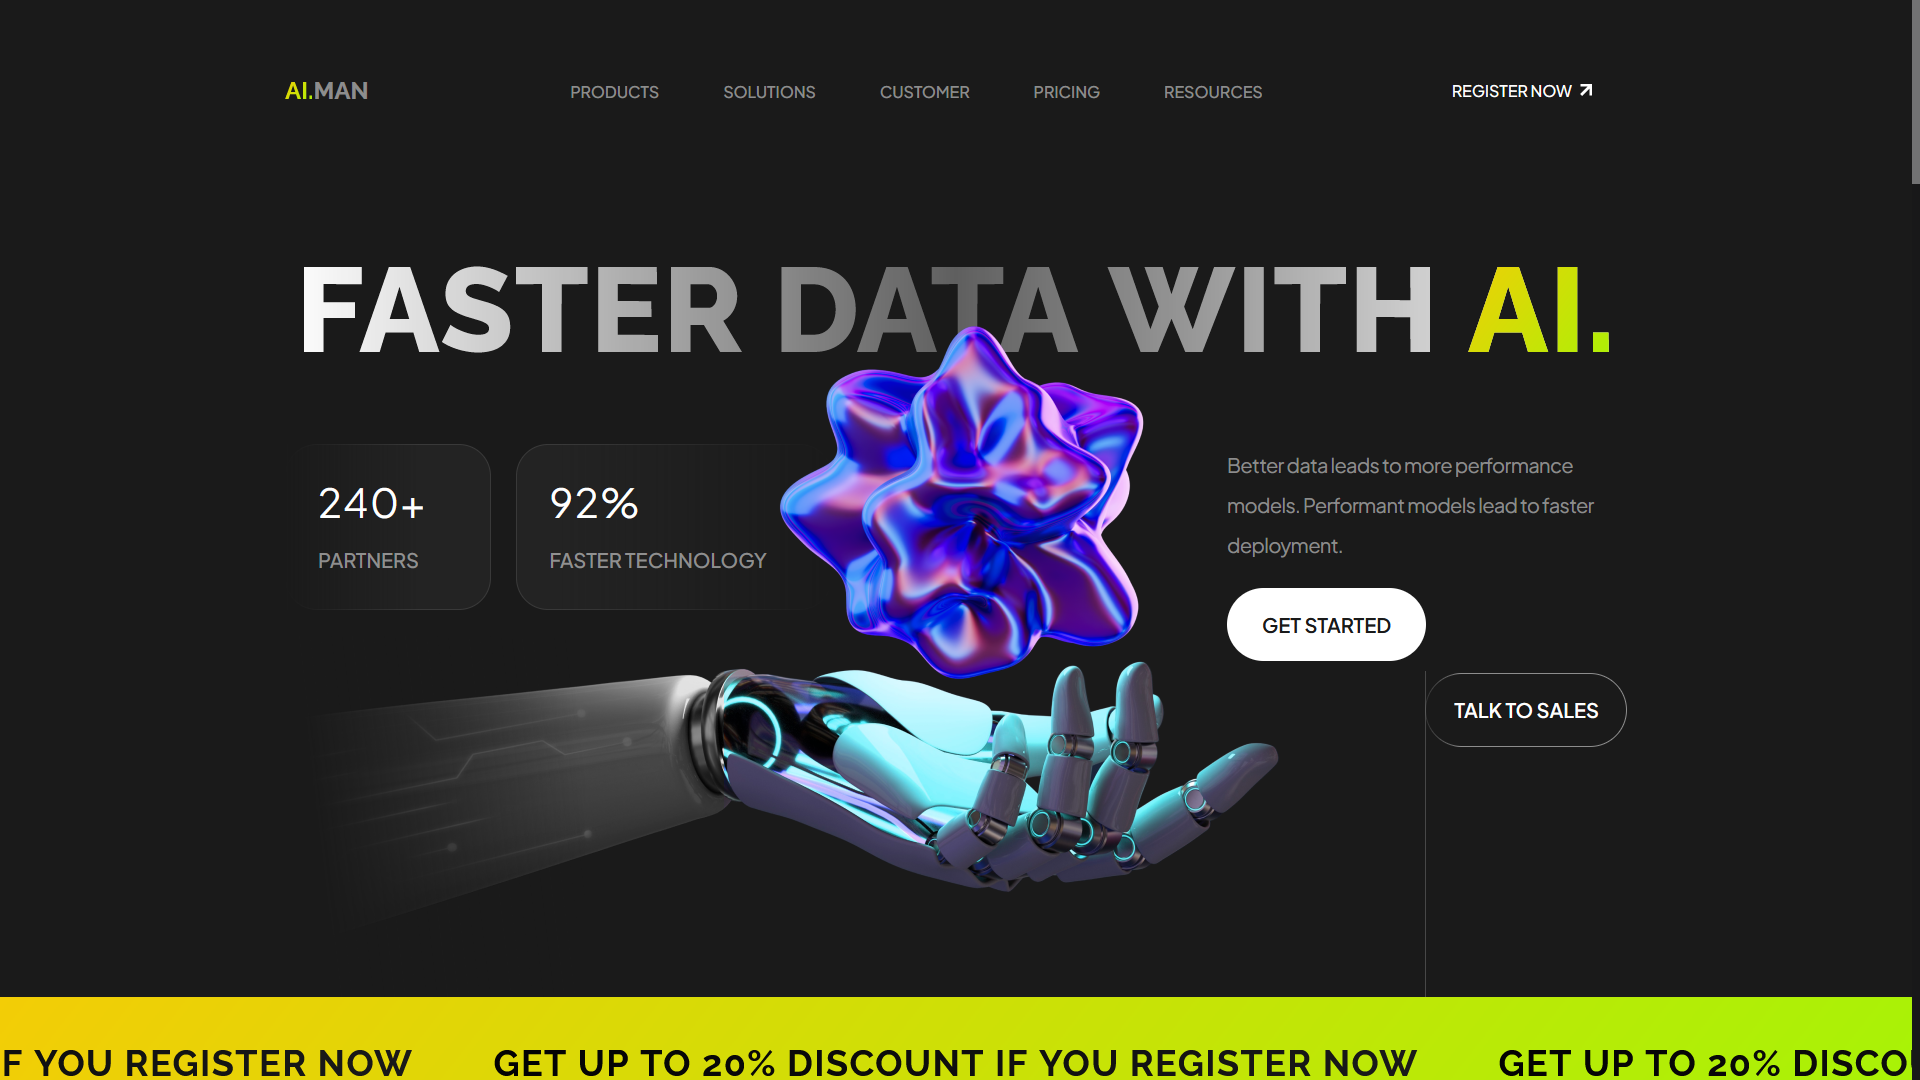 AI.MAN
PRODUCTS
SOLUTIONS
CUSTOMER
PRICING
RESOURCES
REGISTER NOW
FASTER DATA WITH AI.
240+
PARTNERS
92%
FASTER TECHNOLOGY
Better data leads to more performance
models. Performant models lead to faster
deployment.
GET STARTED
TALK TO SALES
F YOU REGISTER NOW GET UP TO 20% DISCOUNT IF YOU REGISTER NOW GET UP TO 20% DISCO